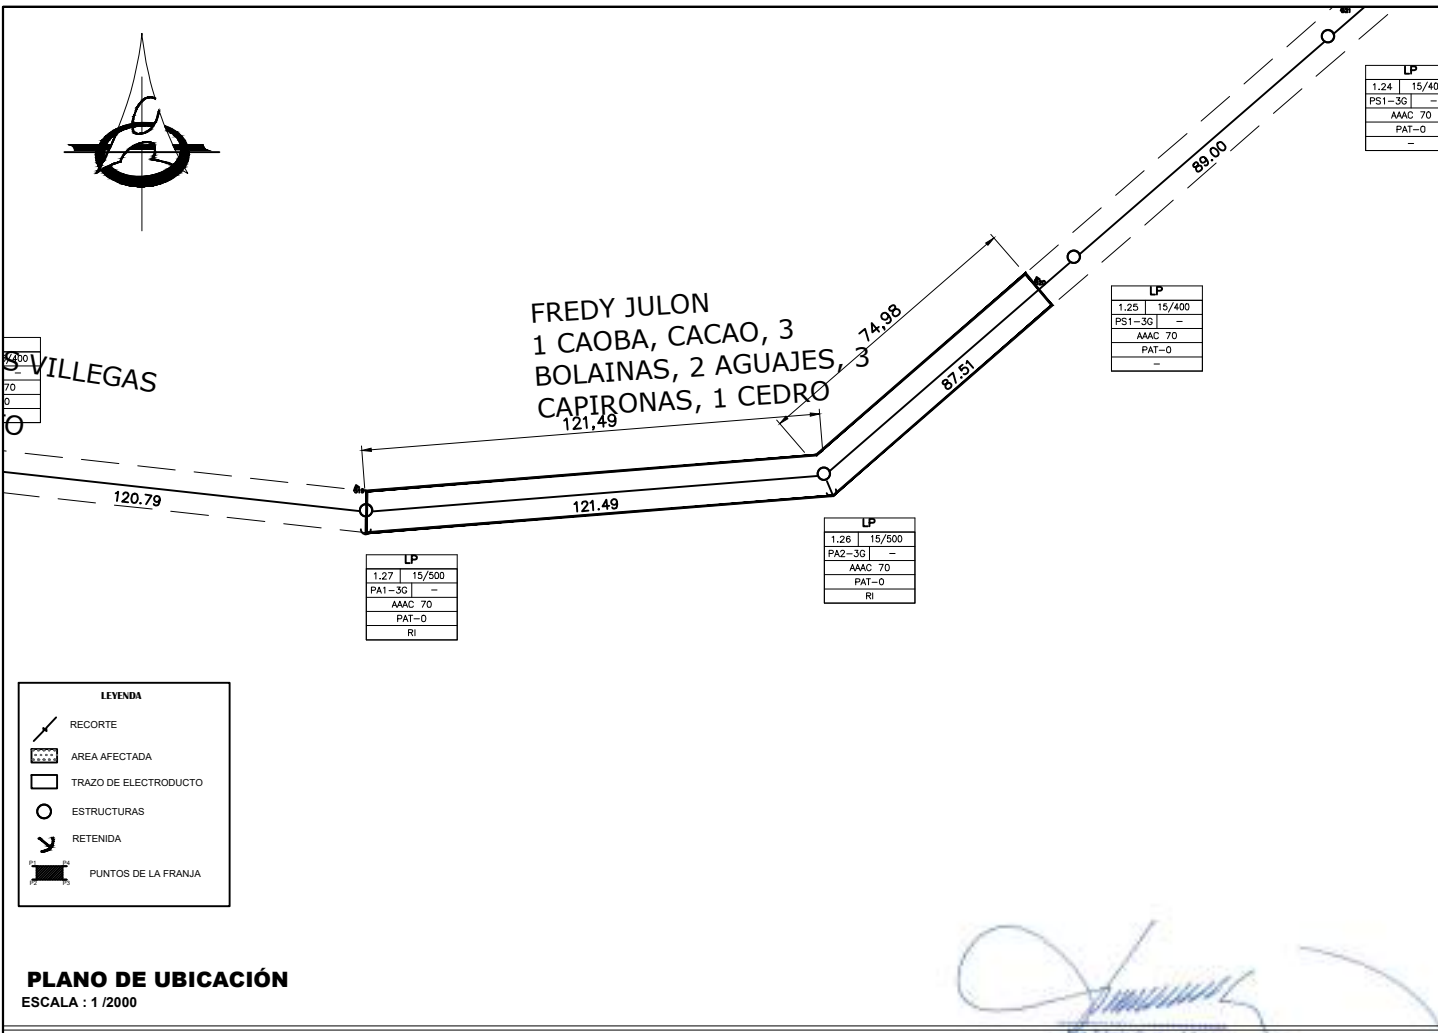 LP
1.24 15/40
PS1-3G -
AAAC 70
PAT-0
-
89.00
LP
1.25 15/400
PS1-3G -
AAAC 70
PAT-0
-
74,98
87.51
FREDY JULON
1 CAOBA, CACAO, 3
BOLAINAS, 2 AGUAJES, 3
CAPIRONAS, 1 CEDRO
121,49
121.49
S VILLEGAS
O
/400
-
70
0
120.79
LP
1.26 15/500
PA2-3G -
AAAC 70
PAT-0
RI
LP
1.27 15/500
PA1-3G -
AAAC 70
PAT-0
RI
LEYENDA
RECORTE
AREA AFECTADA
TRAZO DE ELECTRODUCTO
ESTRUCTURAS
RETENIDA
P1 P4
P2 P3
PUNTOS DE LA FRANJA
PLANO DE UBICACIÓN
ESCALA : 1 /2000